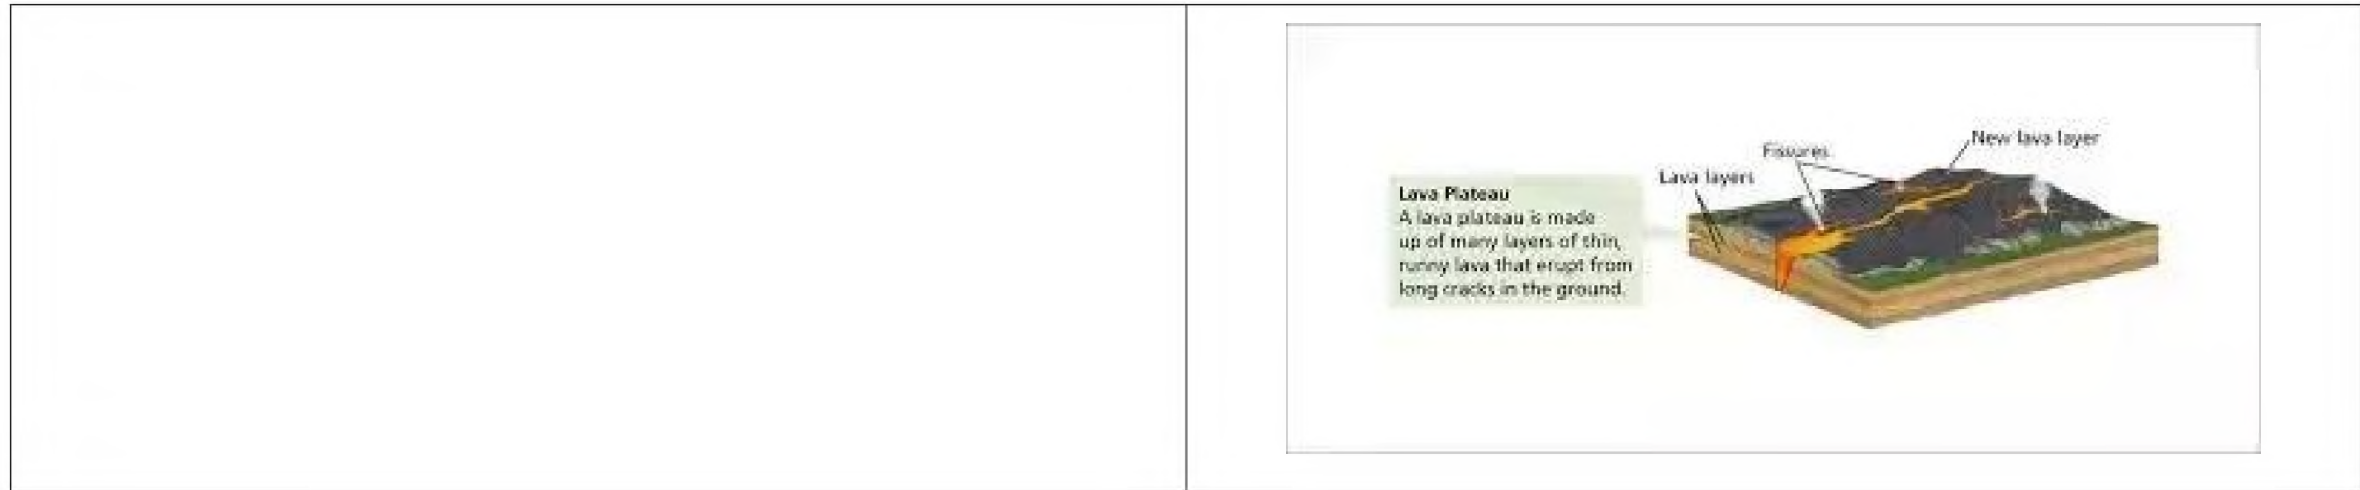 New lava layer
Fissures
Lava layers
Lava Plateau
A lava plateau is made
up of many layers of thin,
runny lava that erupt from
long cracks in the ground.